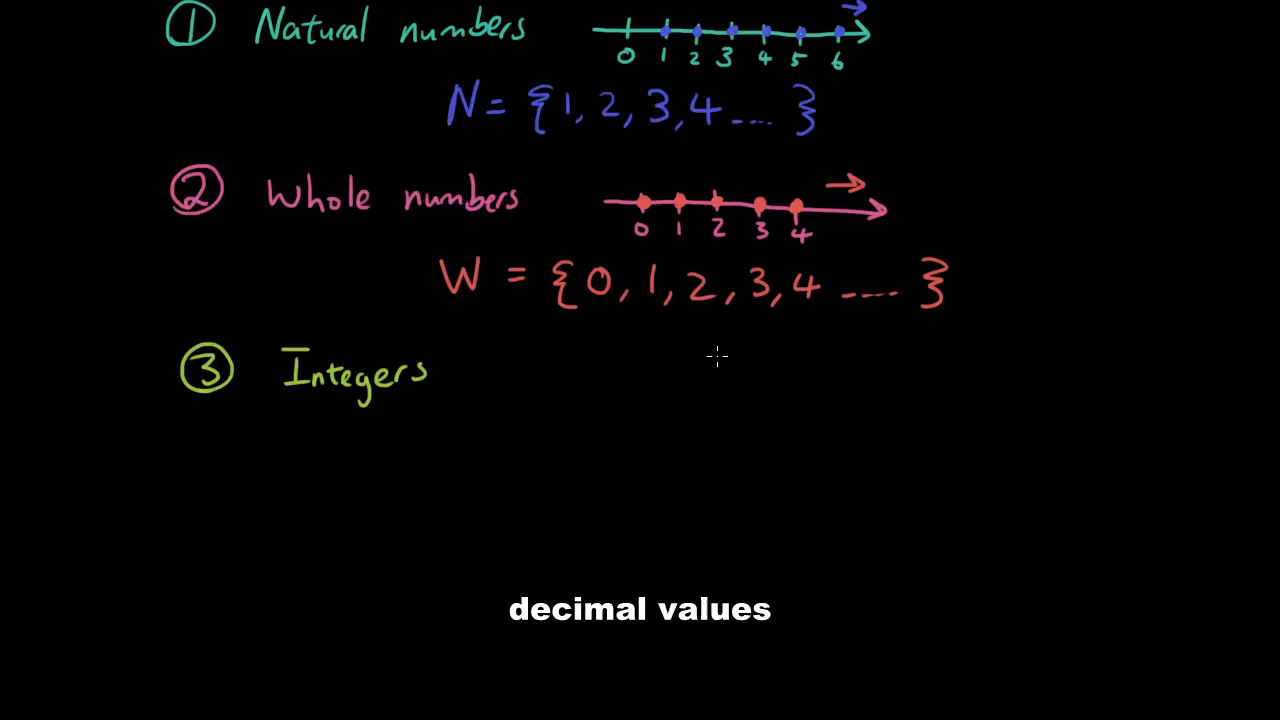 ① Natural numbers
0 1 2 3 4 5 6
N = {1, 2, 3, 4 .... }
② Whole numbers
0 1 2 3 4
W = {0, 1, 2, 3, 4 ..... }
③ Integers
decimal values